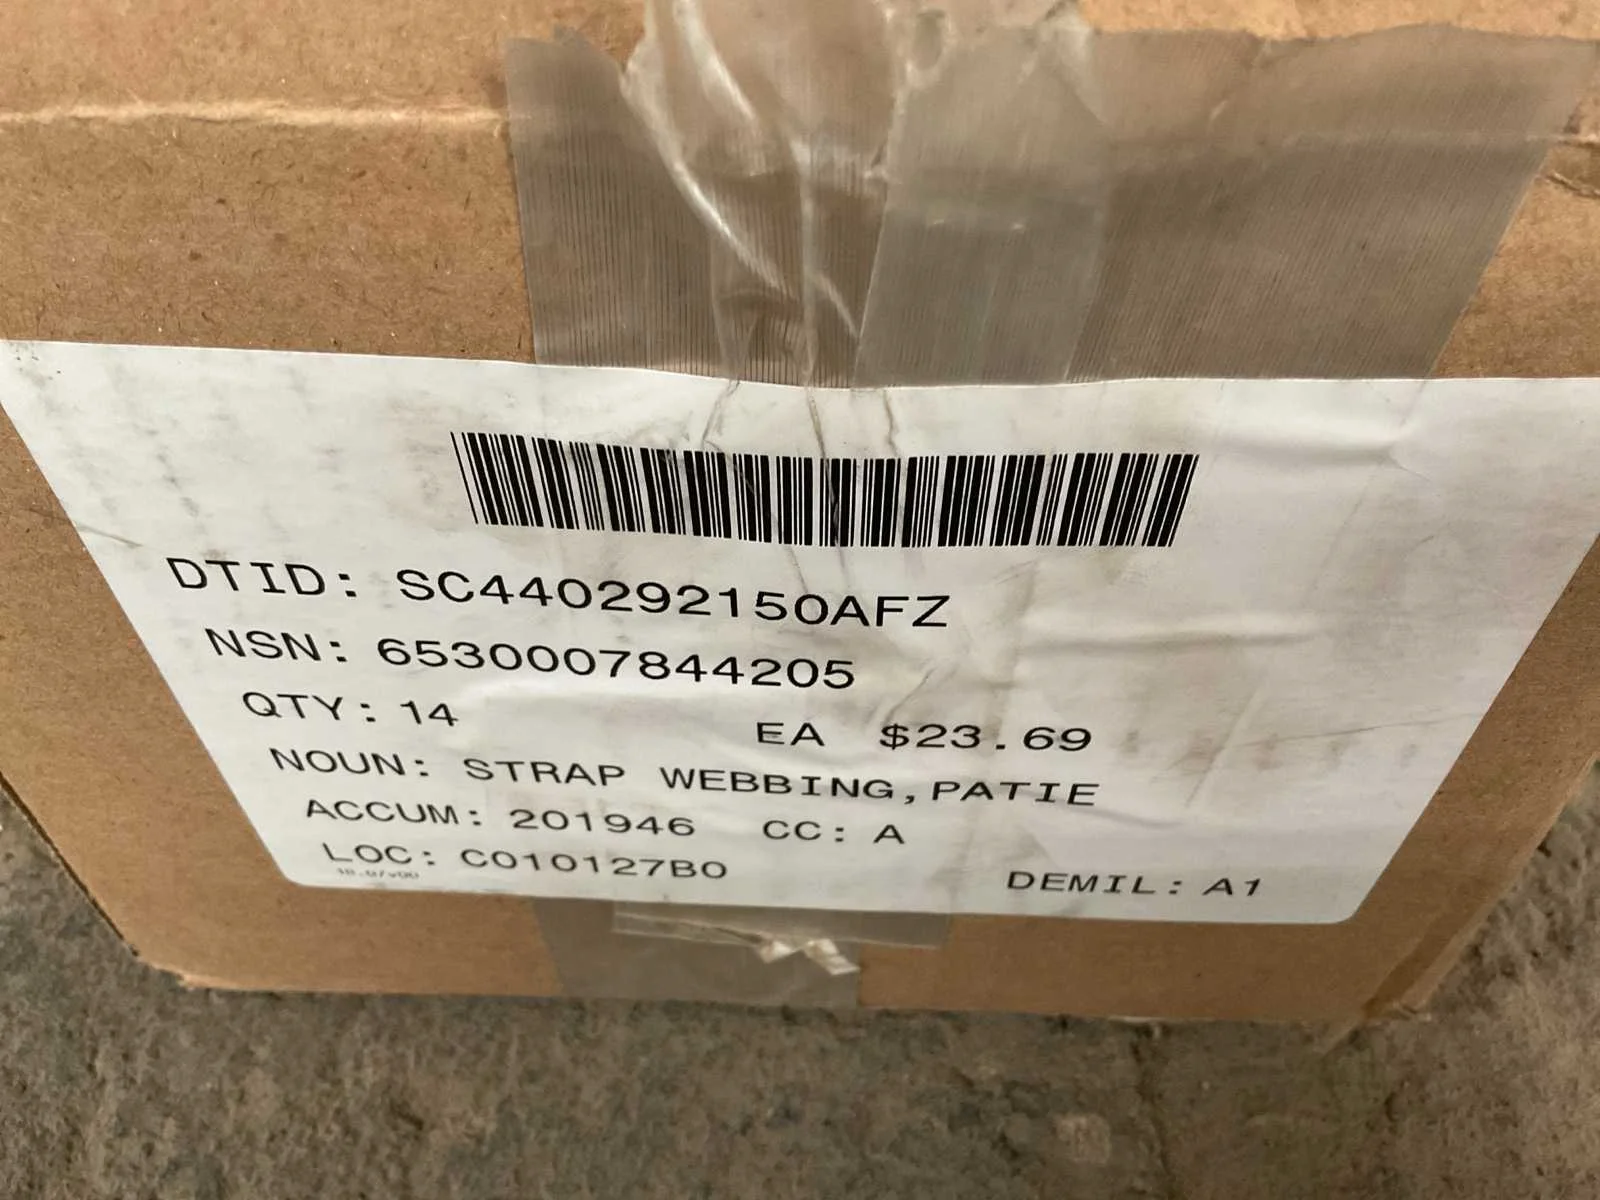 DTID: SC440292150AFZ
NSN: 6530007844205
QTY: 14 EA $23.69
NOUN: STRAP WEBBING,PATIE
ACCUM: 201946 CC: A
LOC: C010127B0
DEMIL: A1